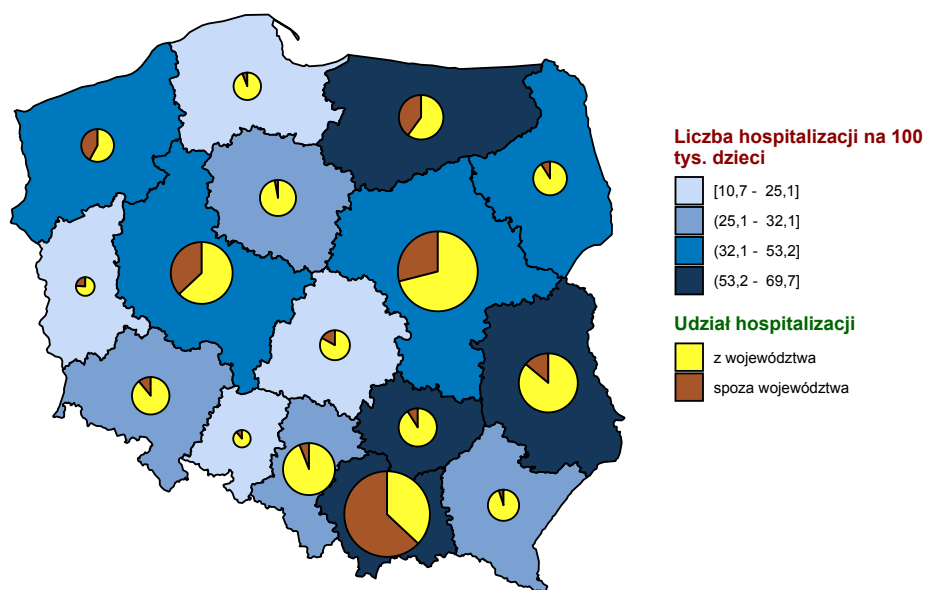 Liczba hospitalizacji na 100
tys. dzieci
[10,7 - 25,1]
(25,1 - 32,1]
(32,1 - 53,2]
(53,2 - 69,7]
Udział hospitalizacji
z województwa
spoza województwa